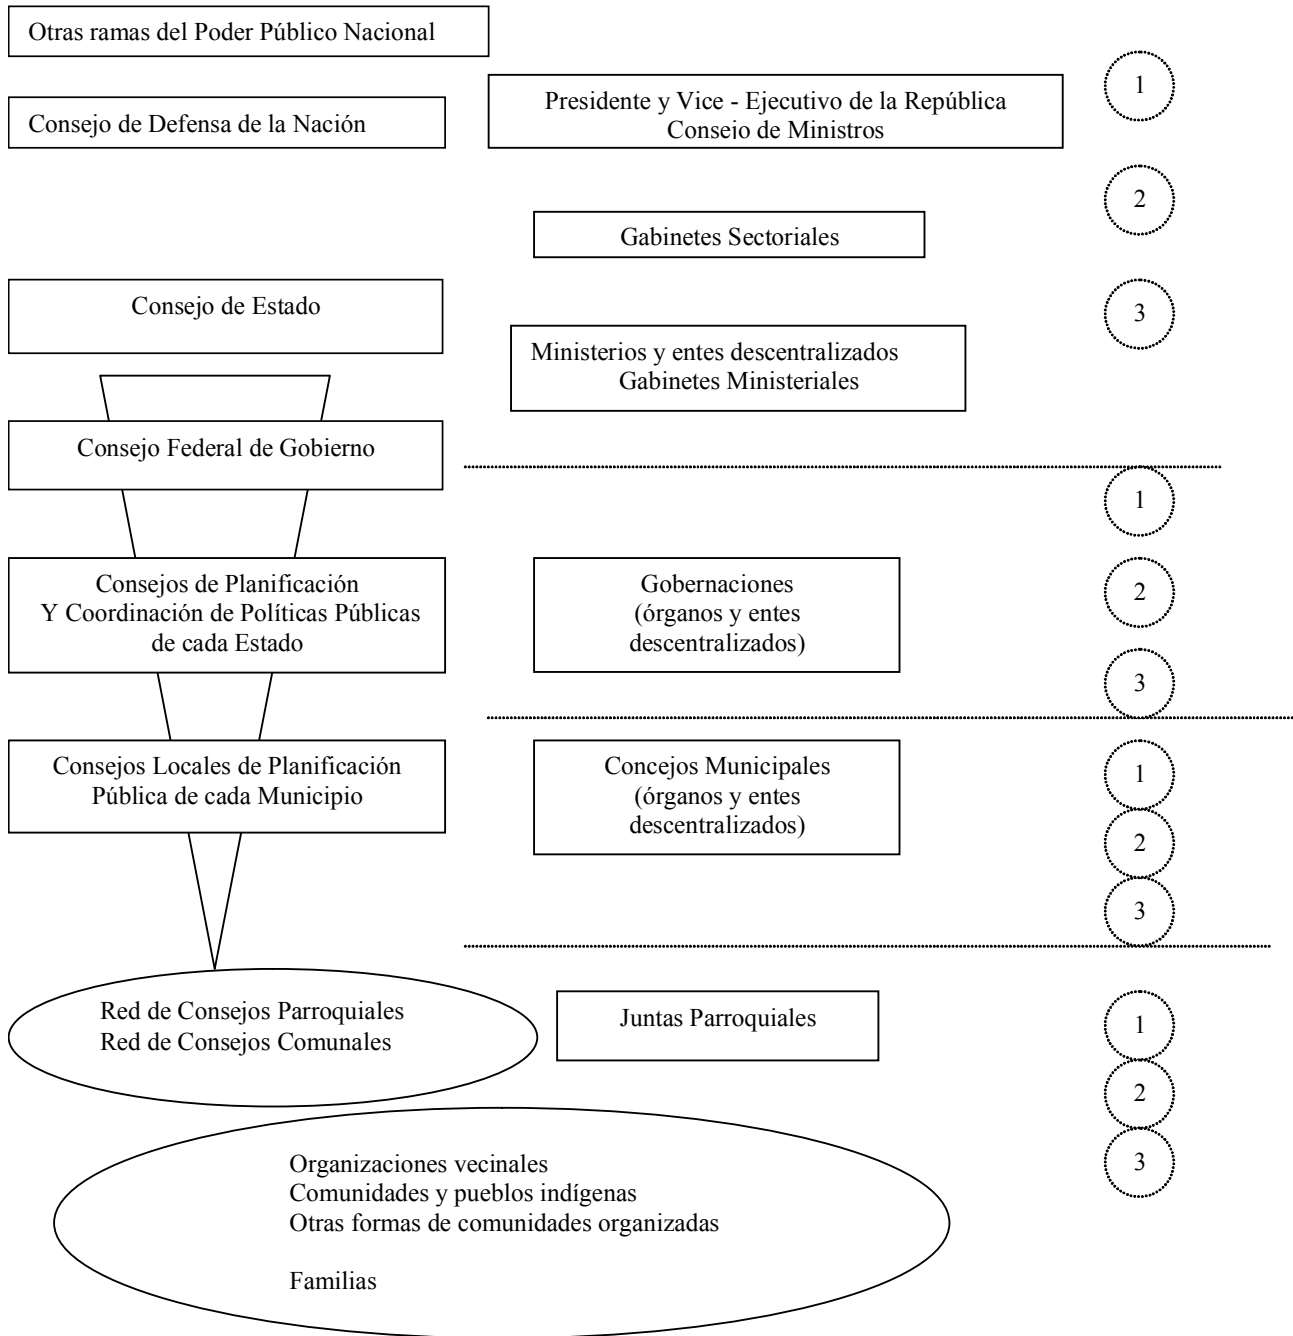 Otras ramas del Poder Público Nacional
1
Presidente y Vice - Ejecutivo de la República
Consejo de Ministros
Consejo de Defensa de la Nación
2
Gabinetes Sectoriales
Consejo de Estado
3
Ministerios y entes descentralizados
Gabinetes Ministeriales
Consejo Federal de Gobierno
1
Consejos de Planificación
Y Coordinación de Políticas Públicas
de cada Estado
Gobernaciones
(órganos y entes
descentralizados)
2
3
Consejos Locales de Planificación
Pública de cada Municipio
Concejos Municipales
(órganos y entes
descentralizados)
1
2
3
Red de Consejos Parroquiales
Red de Consejos Comunales
Juntas Parroquiales
1
2
3
Organizaciones vecinales
Comunidades y pueblos indígenas
Otras formas de comunidades organizadas
Familias